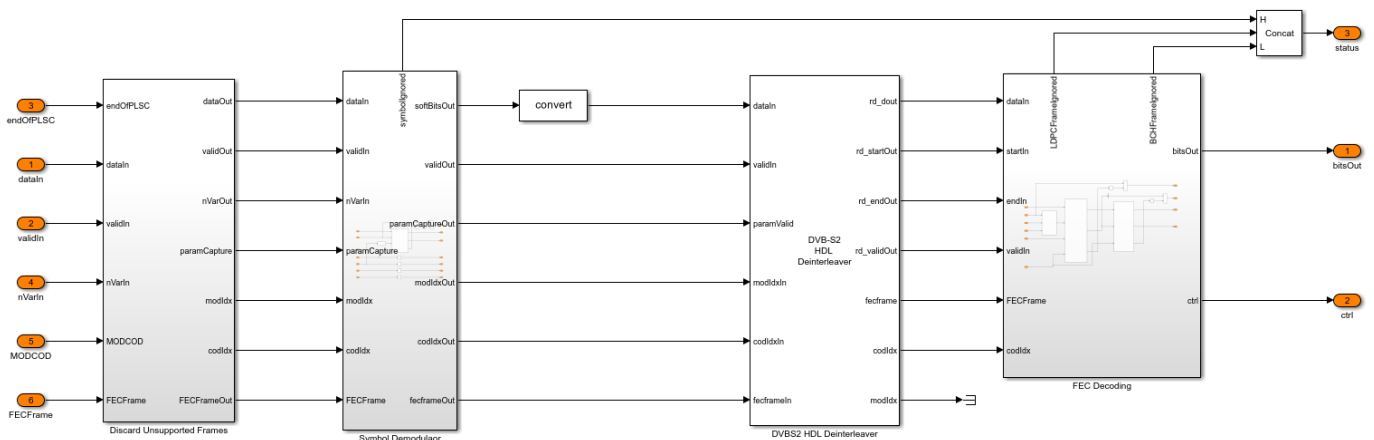 H
Concat
L
3
status
symbolIgnored
LDPCFrameIgnored
BCHFrameIgnored
3
endOfPLSC
1
dataIn
2
validIn
4
nVarIn
5
MODCOD
6
FECFrame
endOfPLSC
dataIn
validIn
nVarIn
MODCOD
FECFrame
dataOut
validOut
nVarOut
paramCapture
modIdx
codIdx
FECFrameOut
Discard Unsupported Frames
dataIn
validIn
nVarIn
paramCapture
modIdx
codIdx
FECFrame
softBitsOut
validOut
paramCaptureOut
modIdxOut
codIdxOut
fecframeOut
Symbol Demodulaor
convert
dataIn
validIn
paramValid
modIdxIn
codIdxIn
fecframeIn
DVB-S2
HDL
Deinterleaver
rd_dout
rd_startOut
rd_endOut
rd_validOut
fecframe
codIdx
modIdx
DVBS2 HDL Deinterleaver
dataIn
startIn
endIn
validIn
FECFrame
codIdx
bitsOut
ctrl
FEC Decoding
1
bitsOut
2
ctrl